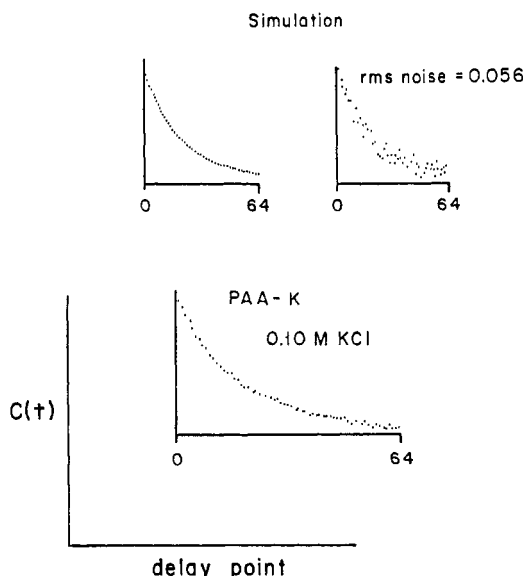 Simulation
rms noise = 0.056
0 64
0 64
PAA-K
0.10 M KCl
C(t)
0 64
delay point